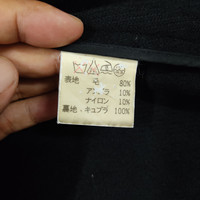 表地 毛 80%
アンゴラ 10%
ナイロン 10%
裏地 キュプラ 100%